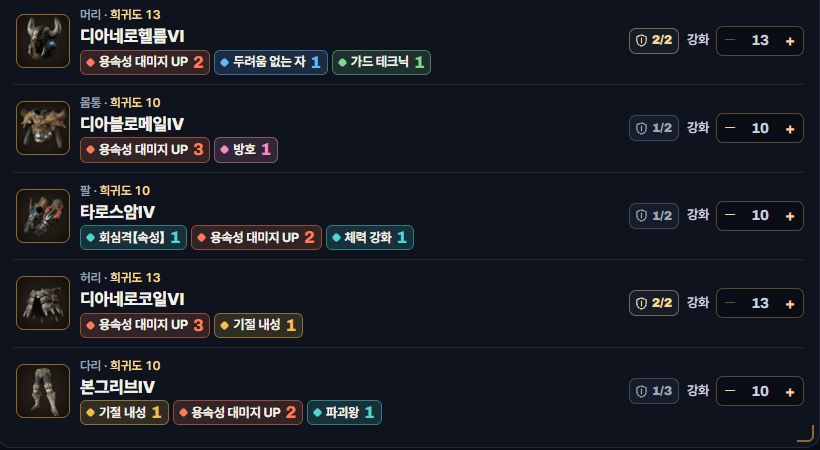 머리 · 희귀도 13
디아네로헬름VI
용속성 대미지 UP 2 두려움 없는 자 1 가드 테크닉 1
2/2 강화 − 13 +
몸통 · 희귀도 10
디아블로메일IV
용속성 대미지 UP 3 방호 1
1/2 강화 − 10 +
팔 · 희귀도 10
타로스암IV
회심격【속성】 1 용속성 대미지 UP 2 체력 강화 1
1/2 강화 − 10 +
허리 · 희귀도 13
디아네로코일VI
용속성 대미지 UP 3 기절 내성 1
2/2 강화 − 13 +
다리 · 희귀도 10
본그리브IV
기절 내성 1 용속성 대미지 UP 2 파괴왕 1
1/3 강화 − 10 +